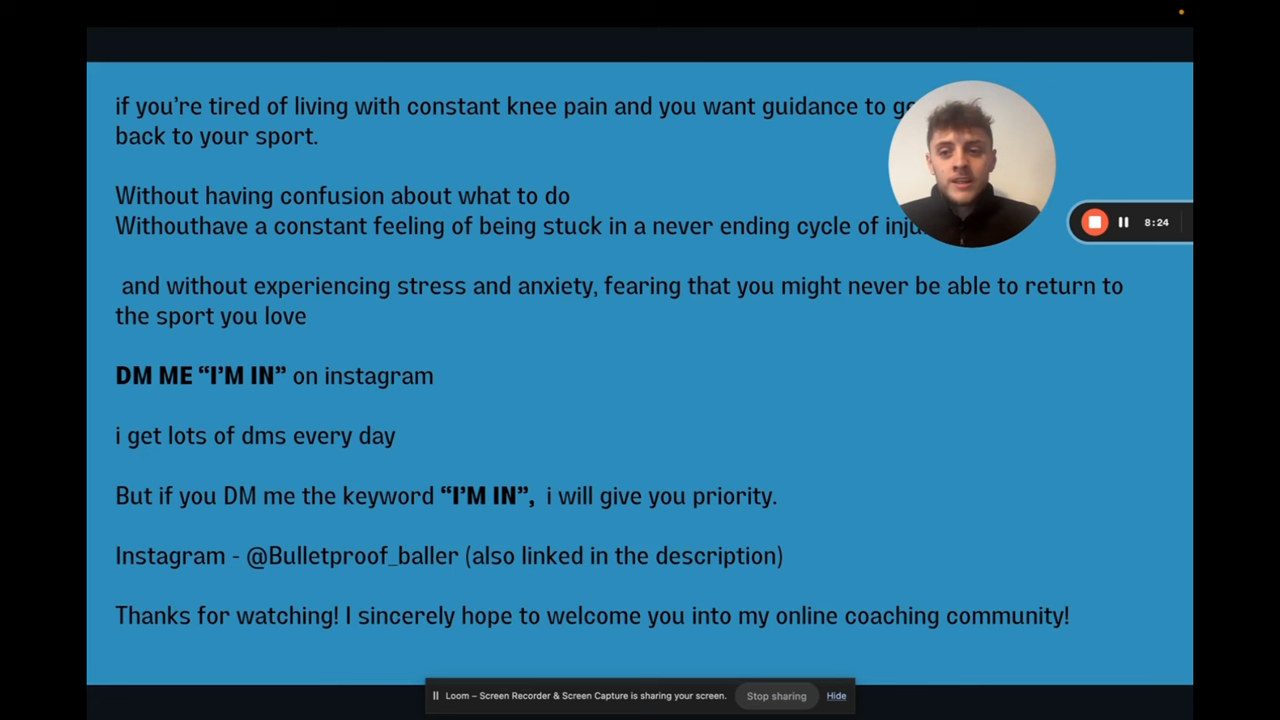 if you're tired of living with constant knee pain and you want guidance to
back to your sport.
Without having confusion about what to do
Withouthave a constant feeling of being stuck in a never ending cycle of
8:24
and without experiencing stress and anxiety, fearing that you might never be able to return to
the sport you love
DM ME “I’M IN” on instagram
i get lots of dms every day
But if you DM me the keyword “I’M IN”, i will give you priority.
Instagram - @Bulletproof_baller (also linked in the description)
Thanks for watching! I sincerely hope to welcome you into my online coaching community!
Loom – Screen Recorder & Screen Capture is sharing your screen. Stop sharing Hide